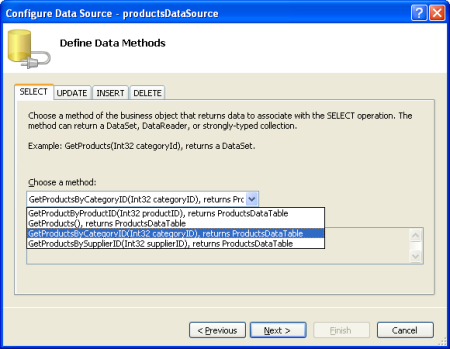 Configure Data Source - productsDataSource
Define Data Methods
SELECT UPDATE INSERT DELETE
Choose a method of the business object that returns data to associate with the SELECT operation. The
method can return a DataSet, DataReader, or strongly-typed collection.
Example: GetProducts(Int32 categoryId), returns a DataSet.
Choose a method:
GetProductsByCategoryID(Int32 categoryID), returns Prc
GetProductByProductID(Int32 productID), returns ProductsDataTable
GetProducts(), returns ProductsDataTable
GetProductsByCategoryID(Int32 categoryID), returns ProductsDataTable
GetProductsBySupplierID(Int32 supplierID), returns ProductsDataTable
< Previous Next > Finish Cancel